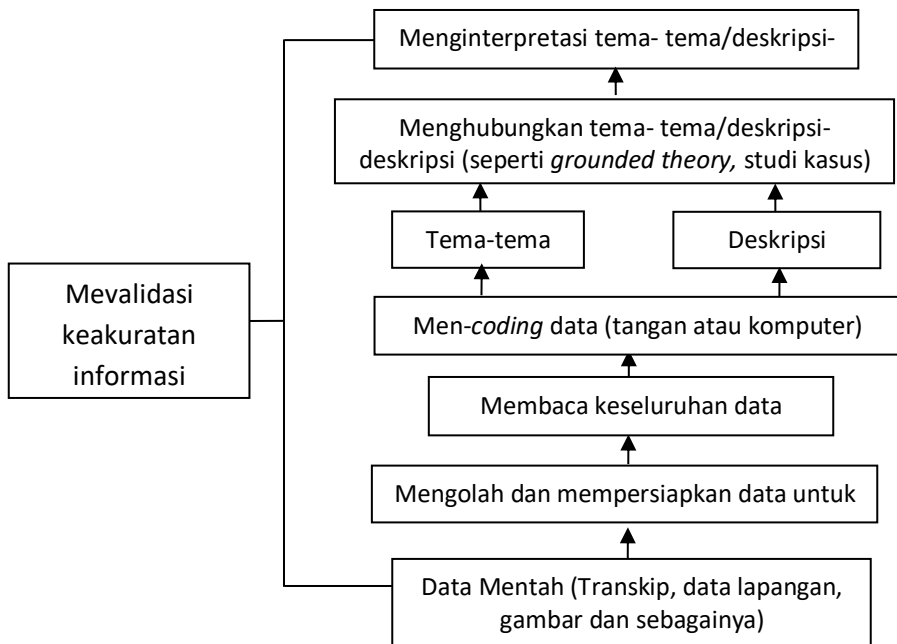 Menginterpretasi tema- tema/deskripsi-
Menghubungkan tema- tema/deskripsi-
deskripsi (seperti grounded theory, studi kasus)
Tema-tema
Deskripsi
Mevalidasi
keakuratan
informasi
Men-coding data (tangan atau komputer)
Membaca keseluruhan data
Mengolah dan mempersiapkan data untuk
Data Mentah (Transkip, data lapangan,
gambar dan sebagainya)